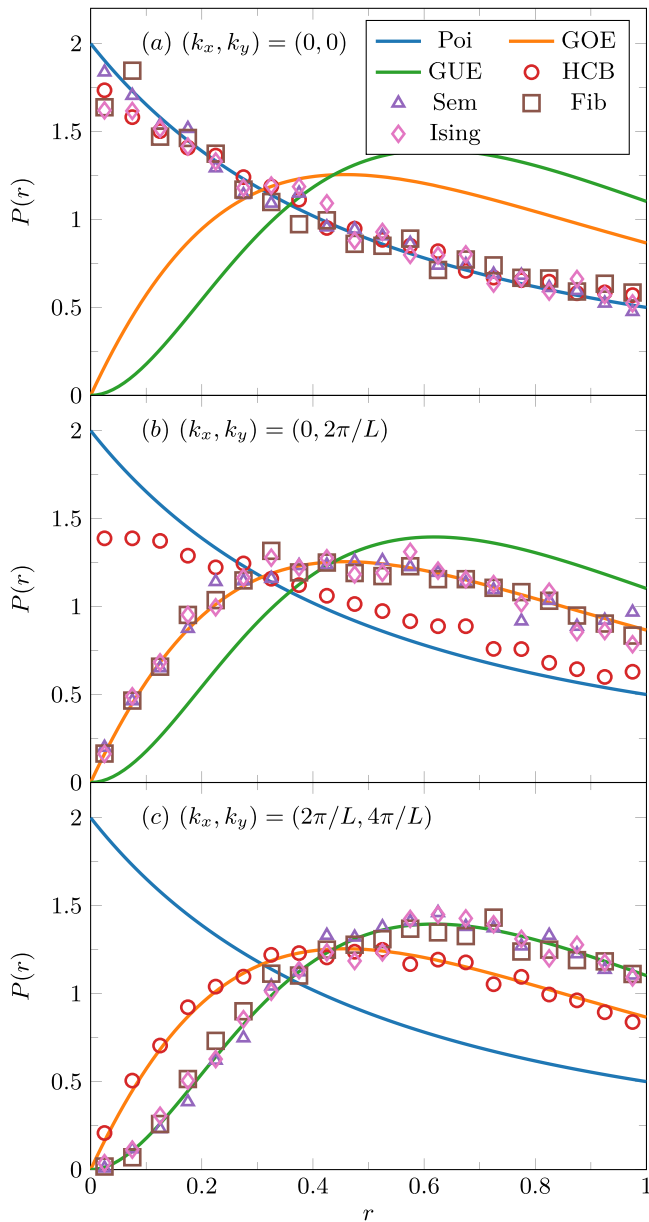 2
1.5
1
0.5
0
P(r)
(a) (k_x, k_y) = (0, 0)
Poi GOE
GUE HCB
Sem Fib
Ising
2
1.5
1
0.5
0
P(r)
(b) (k_x, k_y) = (0, 2π/L)
2
1.5
1
0.5
0
P(r)
(c) (k_x, k_y) = (2π/L, 4π/L)
0 0.2 0.4 0.6 0.8 1
r